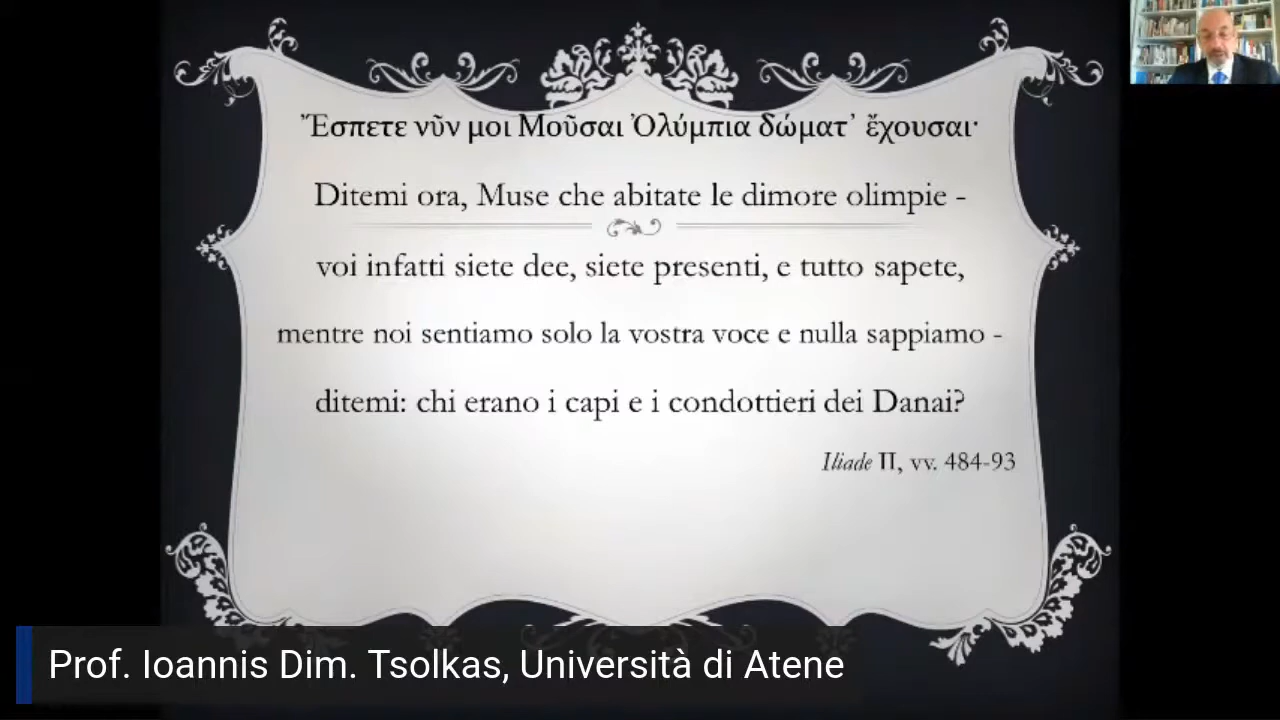 Ἔσπετε νῦν μοι Μοῦσαι Ὀλύμπια δώματ᾽ ἔχουσαι·
Ditemi ora, Muse che abitate le dimore olimpie -
voi infatti siete dee, siete presenti, e tutto sapete,
mentre noi sentiamo solo la vostra voce e nulla sappiamo -
ditemi: chi erano i capi e i condottieri dei Danai?
Iliade II, vv. 484-93
Prof. Ioannis Dim. Tsolkas, Università di Atene